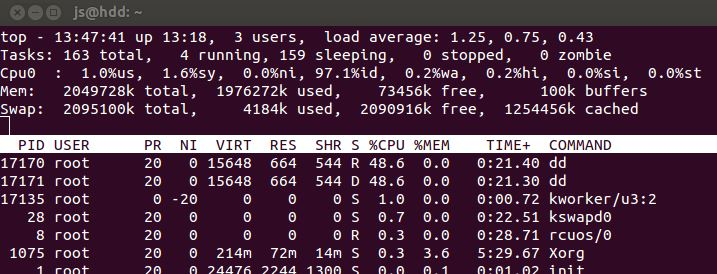 js@hdd: ~
top - 13:47:41 up 13:18,  3 users,  load average: 1.25, 0.75, 0.43
Tasks: 163 total,   4 running, 159 sleeping,   0 stopped,   0 zombie
Cpu0  :  1.0%us,  1.6%sy,  0.0%ni, 97.1%id,  0.2%wa,  0.2%hi,  0.0%si,  0.0%st
Mem:   2049728k total,  1976272k used,    73456k free,      100k buffers
Swap:  2095100k total,     4184k used,  2090916k free,  1254456k cached
PID USER      PR  NI  VIRT  RES  SHR S %CPU %MEM    TIME+  COMMAND
17170 root      20   0 15648  664  544 R 48.6  0.0   0:21.40 dd
17171 root      20   0 15648  664  544 D 48.6  0.0   0:21.30 dd
17135 root       0 -20     0    0    0 S  1.0  0.0   0:00.72 kworker/u3:2
28 root      20   0     0    0    0 S  0.7  0.0   0:22.51 kswapd0
8 root      20   0     0    0    0 R  0.3  0.0   0:28.71 rcuos/0
1075 root      20   0  214m  72m  14m S  0.3  3.6   5:29.67 Xorg
1 root      20   0 24476 2244 1300 S  0.0  0.1   0:01.02 init